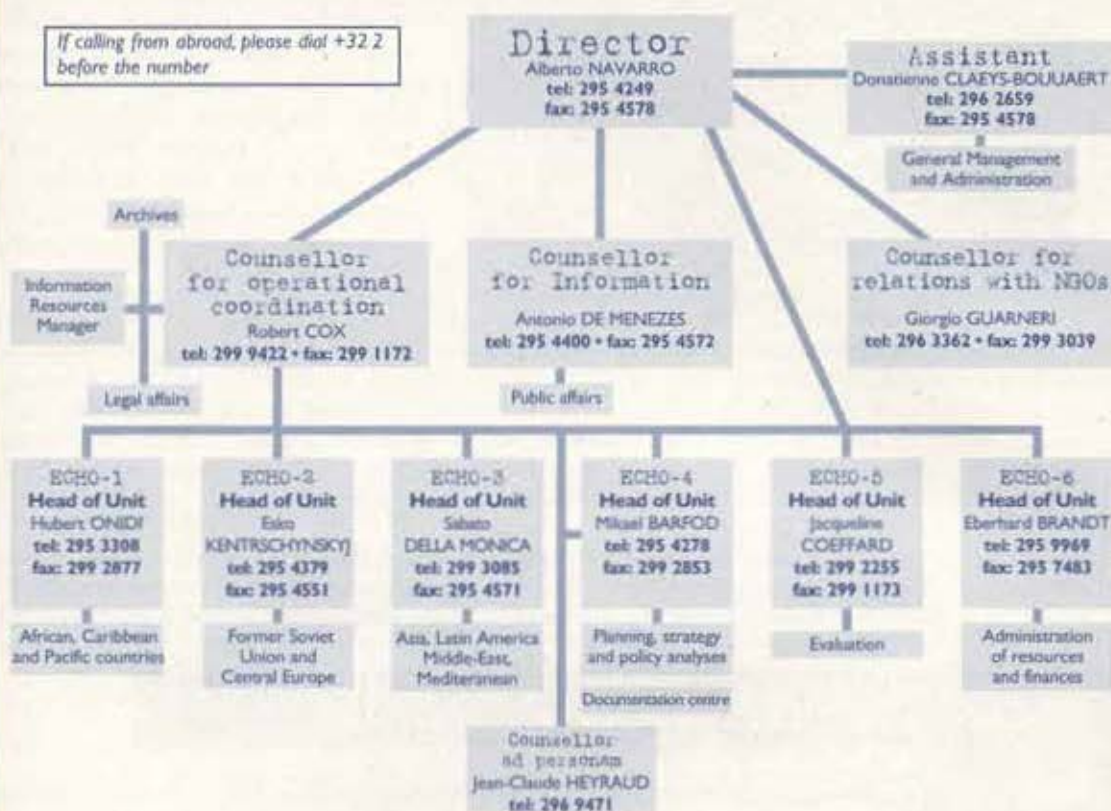 If calling from abroad, please dial +32 2
before the number
Director
Alberto NAVARRO
tel: 295 4249
fax: 295 4578
Assistant
Donatienne CLAEYS-BOUUAERT
tel: 296 2659
fax: 295 4578
General Management
and Administration
Archives
Information
Resources
Manager
Legal affairs
Counsellor
for operational
coordination
Robert COX
tel: 299 9422 • fax: 299 1172
Counsellor
for Information
Antonio DE MENEZES
tel: 295 4400 • fax: 295 4572
Public affairs
Counsellor for
relations with NGOs
Giorgio GUARNERI
tel: 296 3362 • fax: 299 3039
ECHO-1
Head of Unit
Hubert ONIDI
tel: 295 3308
fax: 299 2877
African, Caribbean
and Pacific countries
ECHO-2
Head of Unit
Esko
KENTRSCHYNSKYJ
tel: 295 4379
fax: 295 4551
Former Soviet
Union and
Central Europe
ECHO-3
Head of Unit
Sabato
DELLA MONICA
tel: 299 3085
fax: 295 4571
Asia, Latin America
Middle-East,
Mediteranean
ECHO-4
Head of Unit
Mikael BARFOD
tel: 295 4278
fax: 299 2853
Planning, strategy
and policy analyses
Documentation centre
ECHO-5
Head of Unit
Jacqueline
COEFFARD
tel: 299 2255
fax: 299 1173
Evaluation
ECHO-6
Head of Unit
Eberhard BRANDT
tel: 295 9969
fax: 295 7483
Administration
of resources
and finances
Counsellor
ad personam
Jean-Claude HEYRAUD
tel: 296 9471